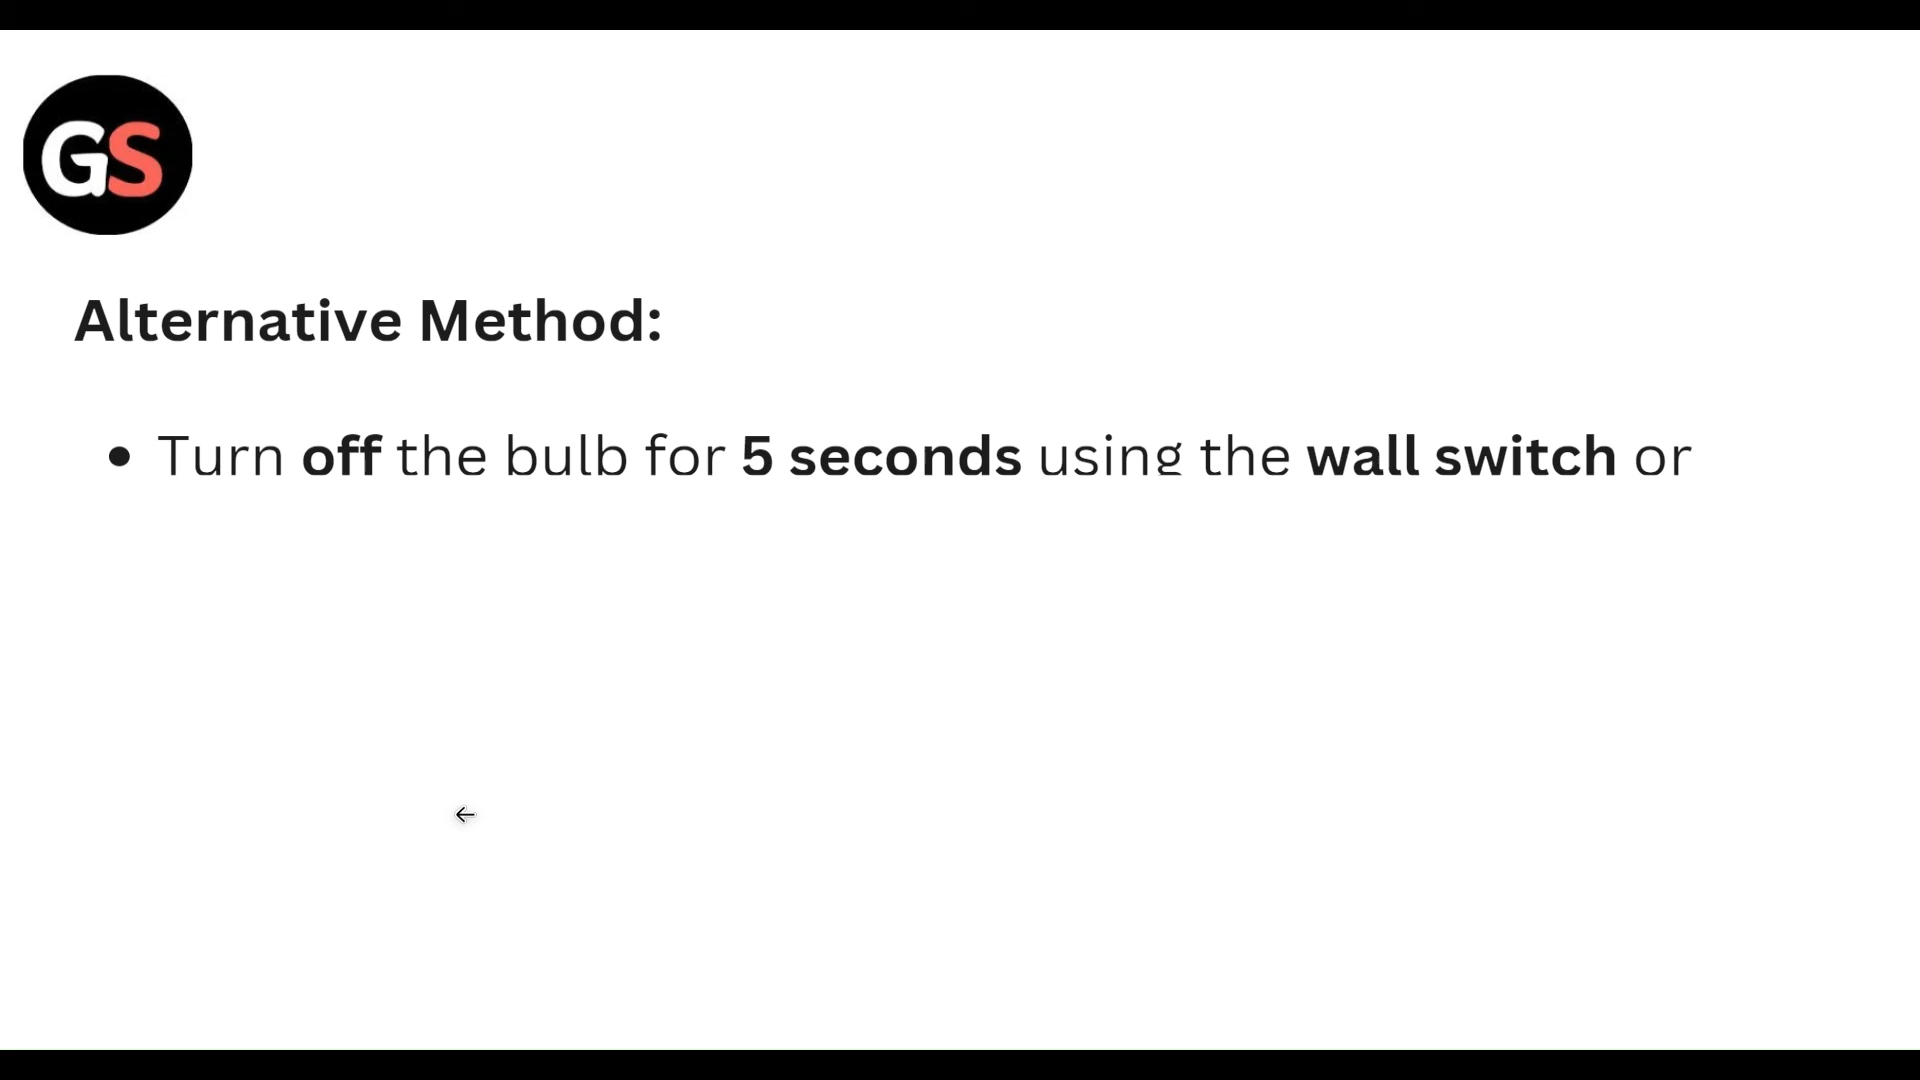 GS
Alternative Method:
• Turn off the bulb for 5 seconds using the wall switch or